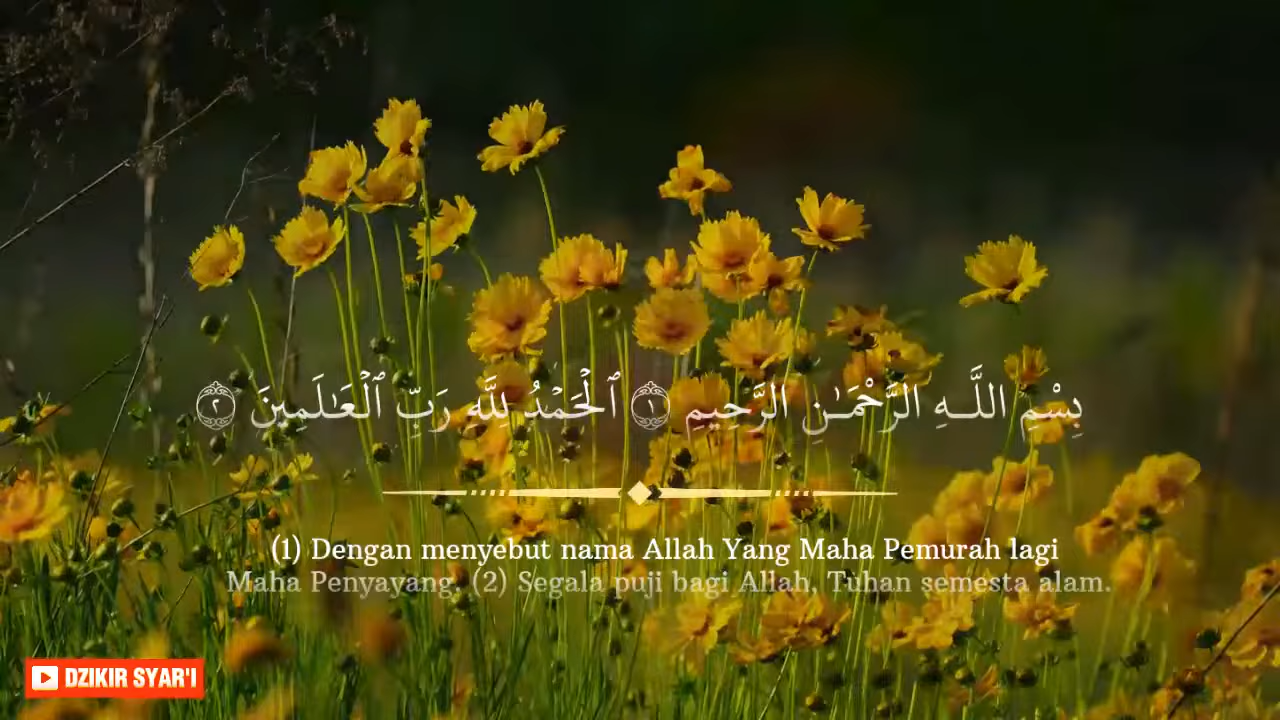 بِسْمِ اللَّـهِ الرَّحْمَـٰنِ الرَّحِيمِ ﴿١﴾ ٱلْحَمْدُ لِلَّهِ رَبِّ ٱلْعَـٰلَمِينَ ﴿٢﴾
(1) Dengan menyebut nama Allah Yang Maha Pemurah lagi
Maha Penyayang. (2) Segala puji bagi Allah, Tuhan semesta alam.
DZIKIR SYAR'I